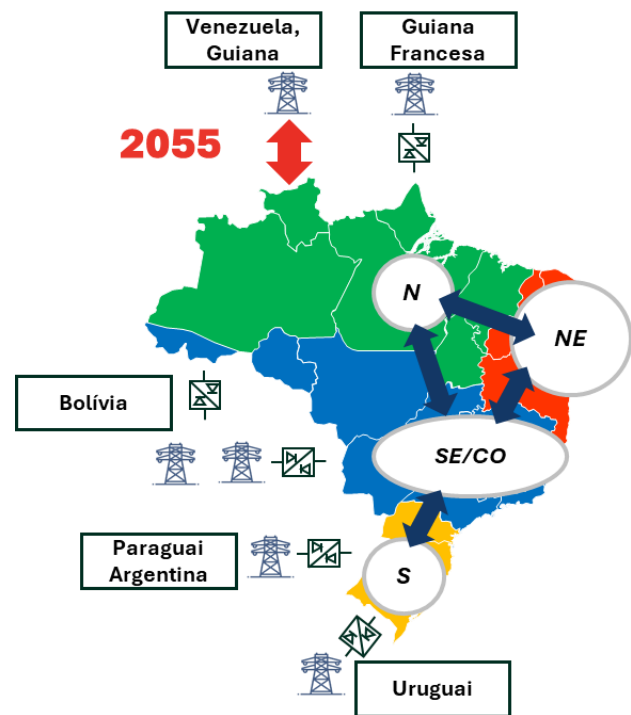 Venezuela,
Guiana
Guiana
Francesa
2055
N
NE
Bolívia
SE/CO
Paraguai
Argentina
S
Uruguai